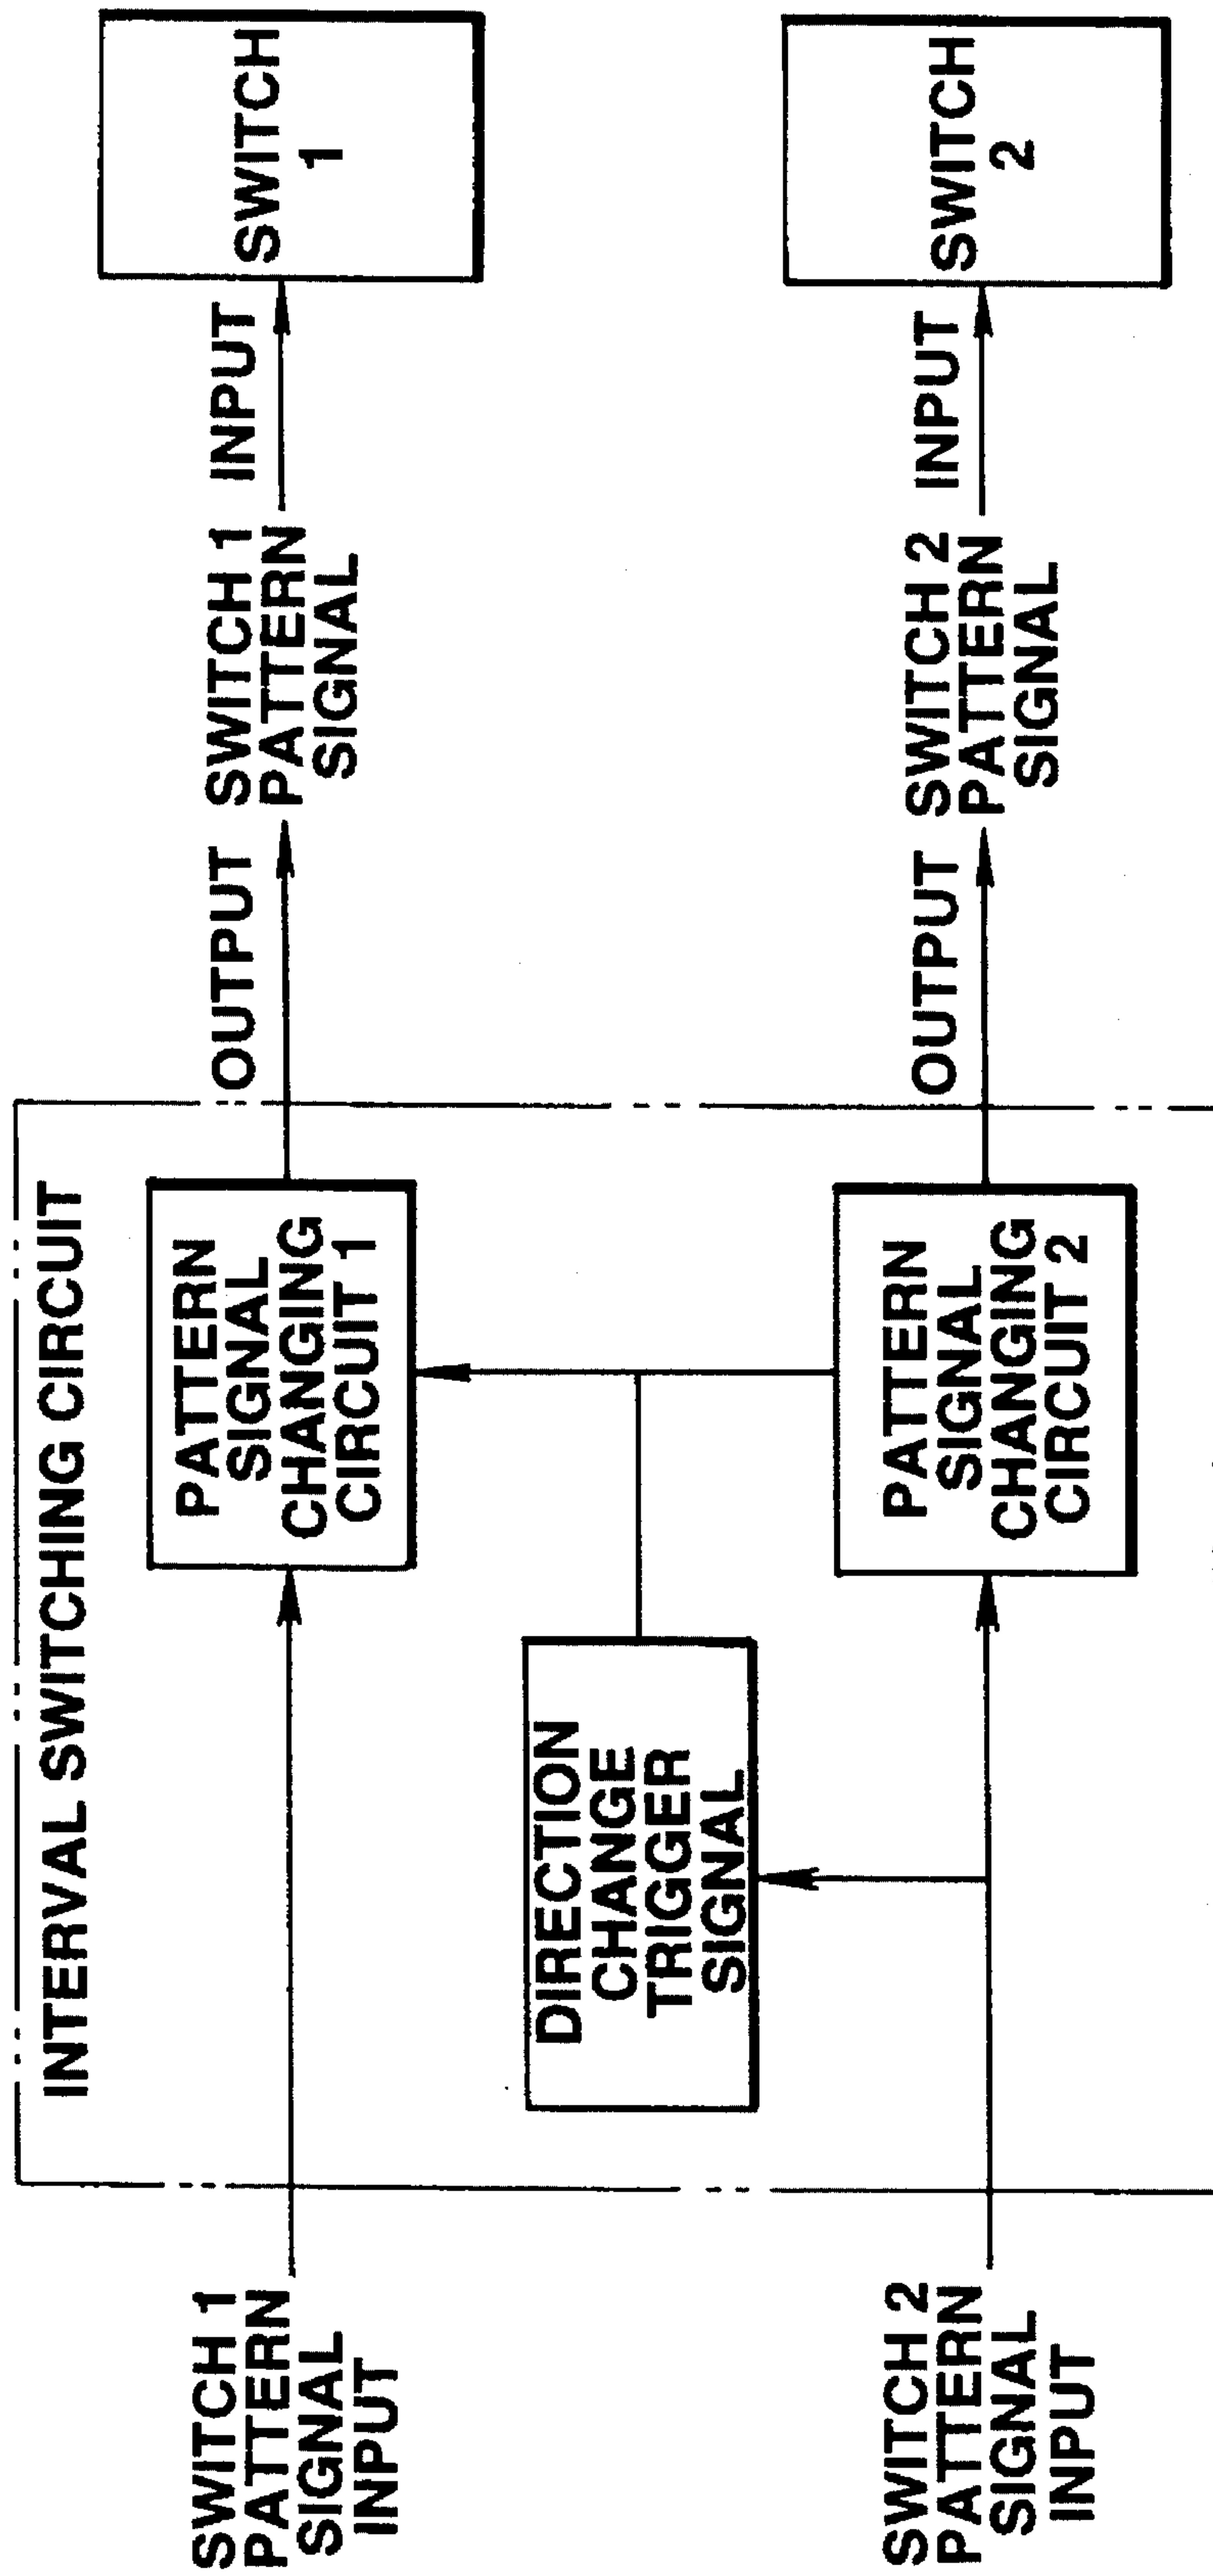 INTERVAL SWITCHING CIRCUIT
SWITCH 1
PATTERN
SIGNAL
INPUT
PATTERN
SIGNAL
CHANGING
CIRCUIT 1
OUTPUT
SWITCH 1
PATTERN
SIGNAL
INPUT
SWITCH
1
DIRECTION
CHANGE
TRIGGER
SIGNAL
SWITCH 2
PATTERN
SIGNAL
INPUT
PATTERN
SIGNAL
CHANGING
CIRCUIT 2
OUTPUT
SWITCH 2
PATTERN
SIGNAL
INPUT
SWITCH
2